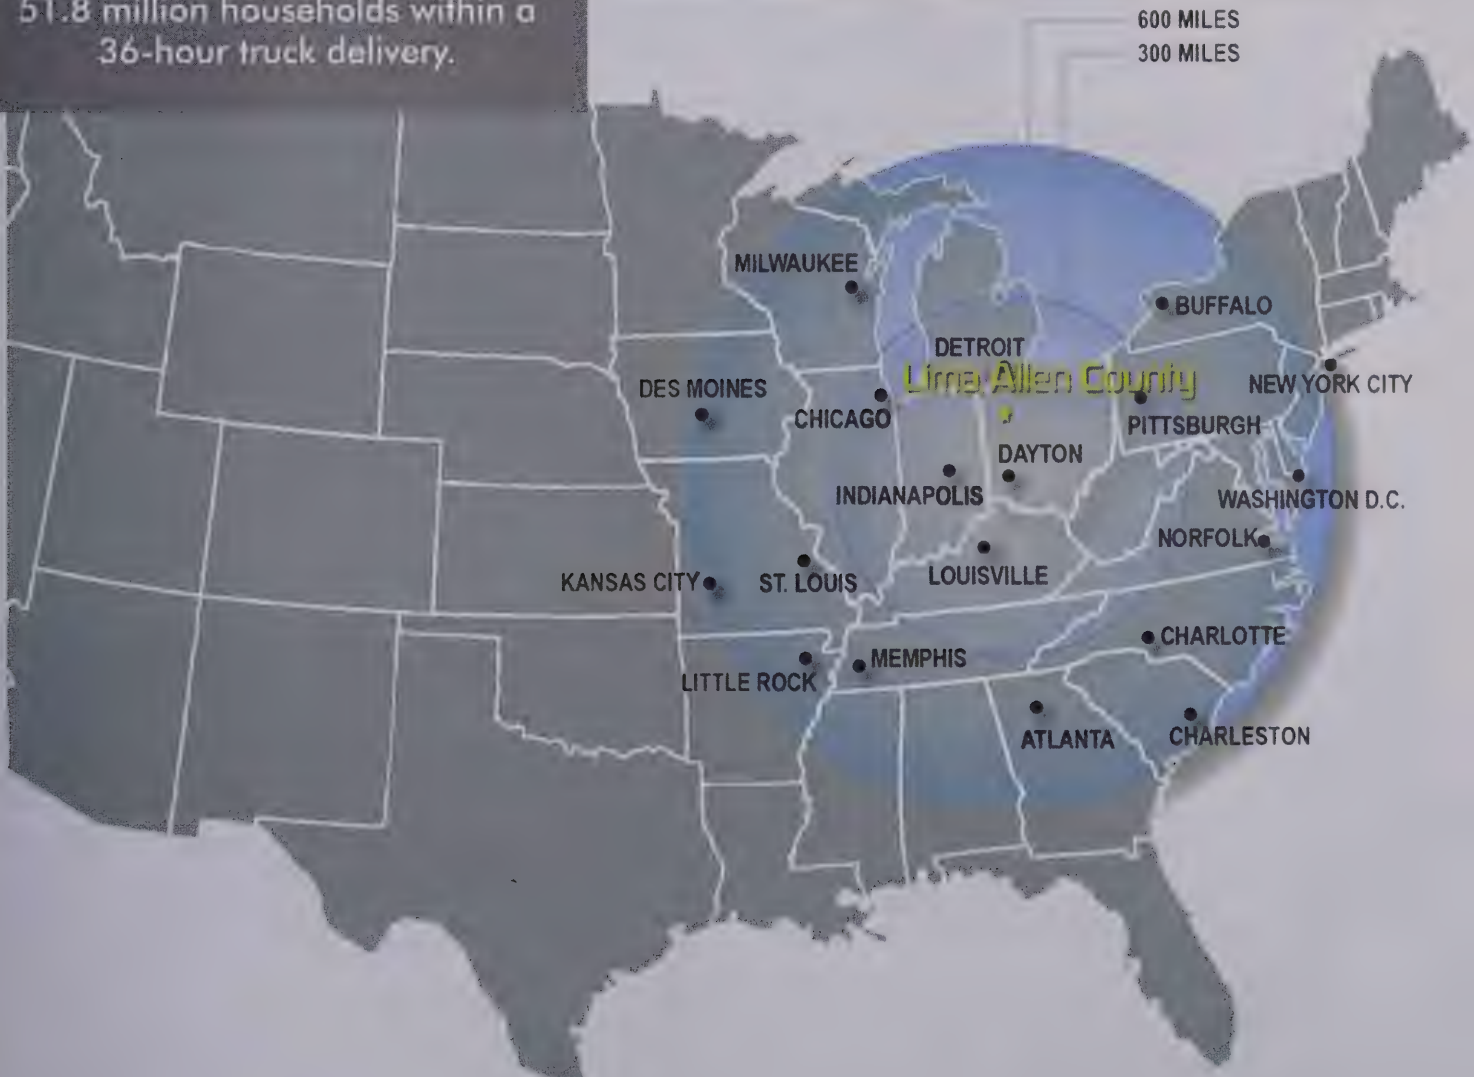 51.8 million households within a
36-hour truck delivery.
600 MILES
300 MILES
MILWAUKEE
BUFFALO
DETROIT
Lima Allen County
NEW YORK CITY
DES MOINES
CHICAGO
PITTSBURGH
DAYTON
INDIANAPOLIS
WASHINGTON D.C.
NORFOLK
KANSAS CITY
ST. LOUIS
LOUISVILLE
CHARLOTTE
MEMPHIS
LITTLE ROCK
ATLANTA
CHARLESTON